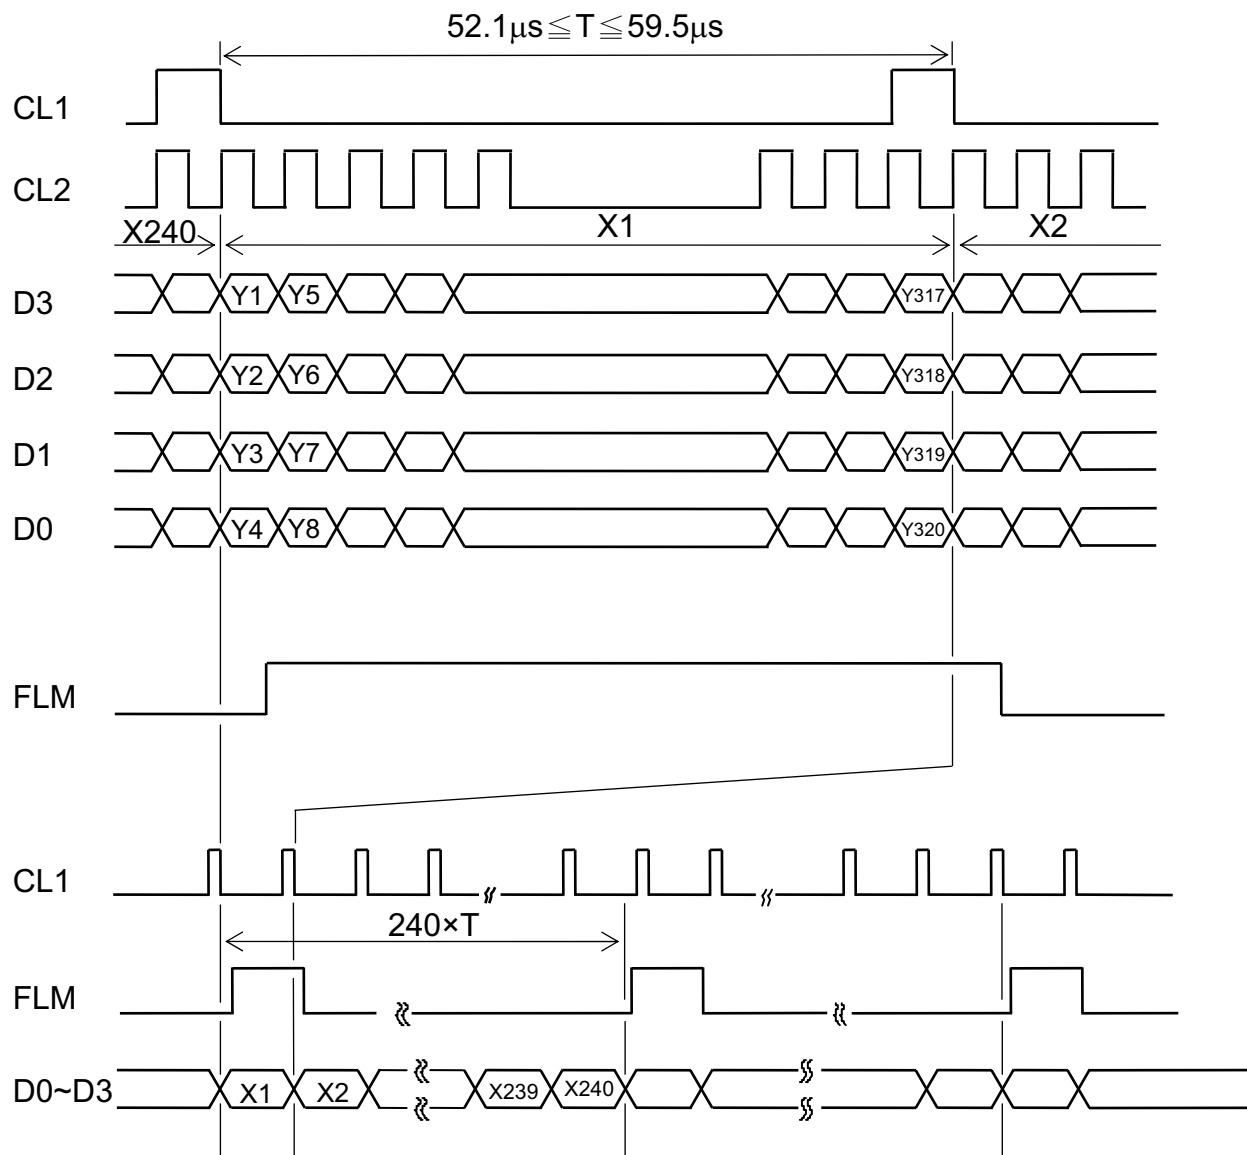 52.1μs≦T≦59.5μs
CL1
CL2
X240 X1 X2
D3 Y1 Y5 Y317
D2 Y2 Y6 Y318
D1 Y3 Y7 Y319
D0 Y4 Y8 Y320
FLM
CL1
240×T
FLM
D0~D3 X1 X2 X239 X240